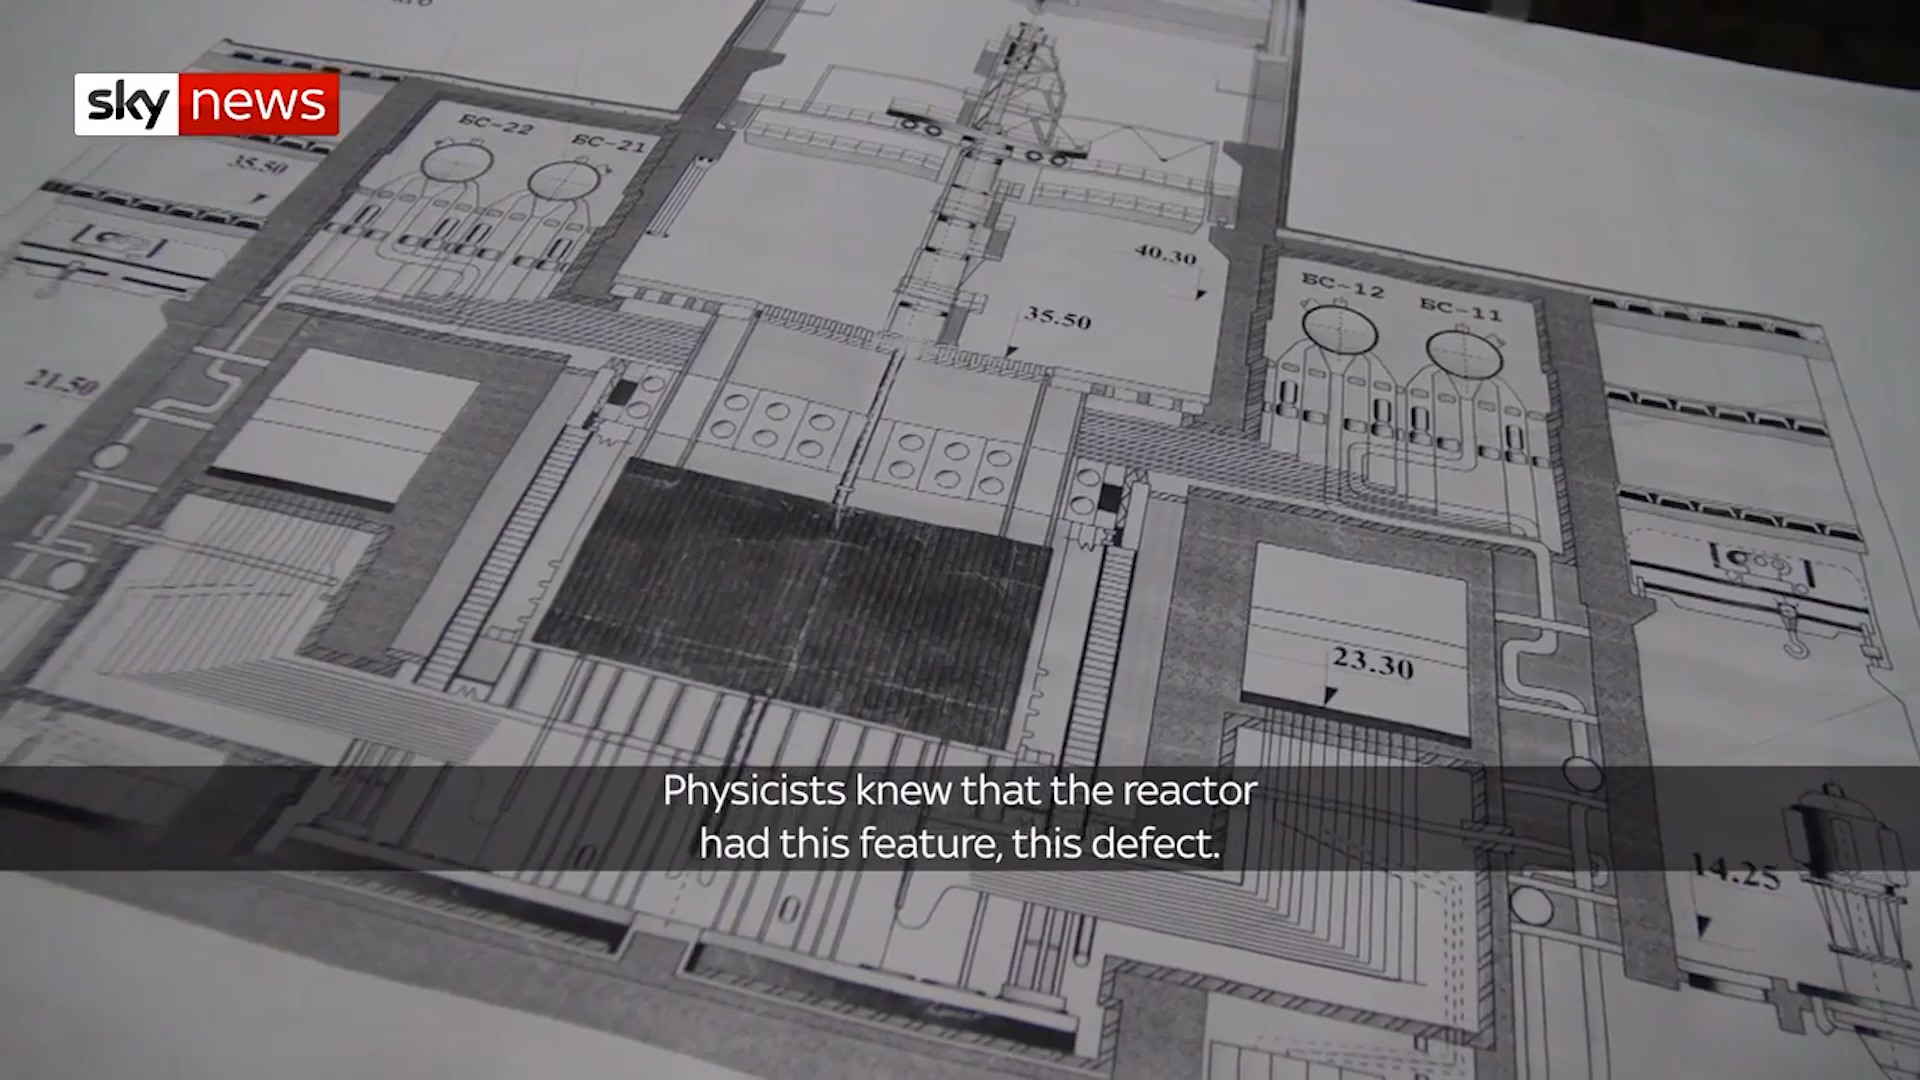 sky news
БС-22
БС-21
35.50
40.30
35.50
БС-12
БС-11
21.50
23.30
Physicists knew that the reactor
had this feature, this defect.
14.25